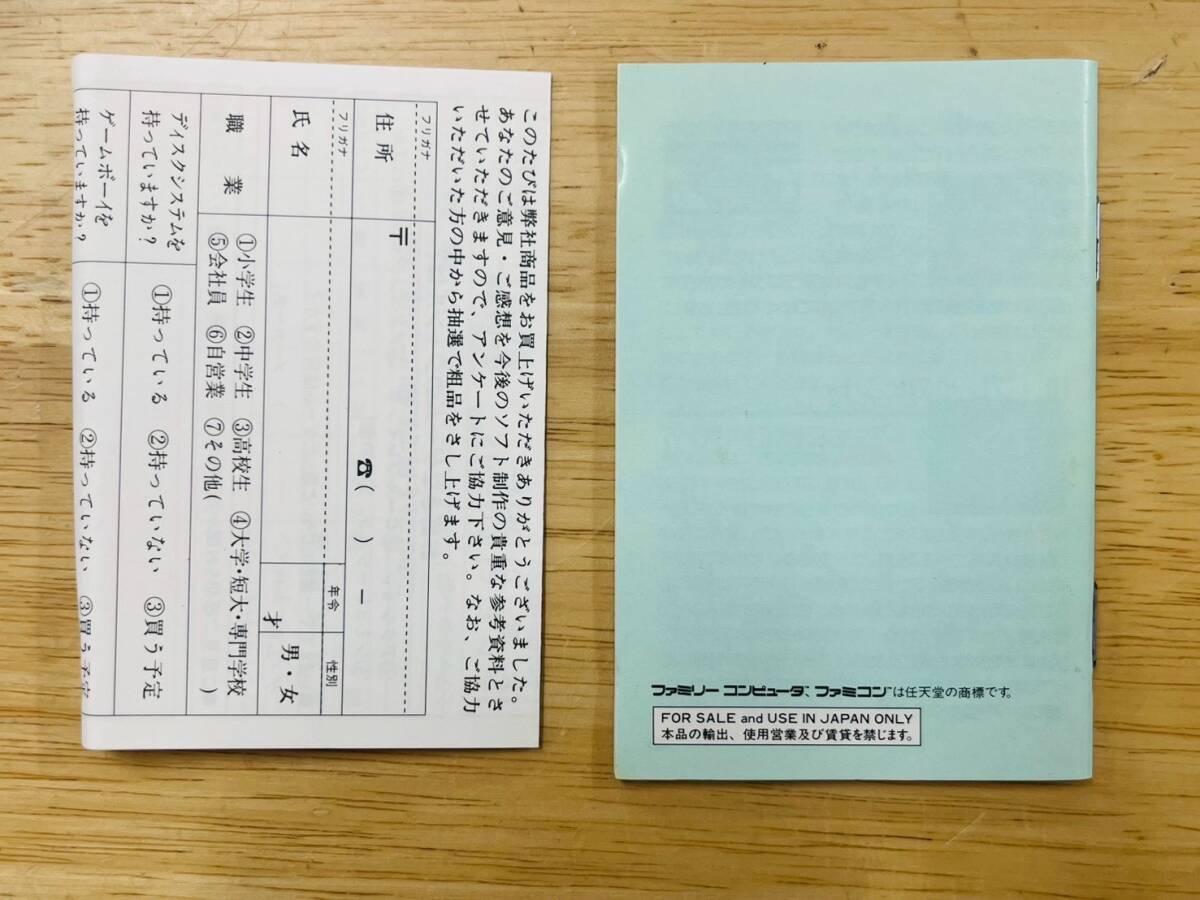 このたびは弊社商品をお買上げいただきありがとうございました。
あなたのご意見・ご感想を今後のソフト制作の貴重な参考資料とさ
せていただきますので、アンケートにご協力下さい。なお、ご協力
いただいた方の中から抽選で粗品をさし上げます。
フリガナ
住所
〒
☎( ) −
フリガナ
年令
性別
氏名
才
男・女
職業
①小学生 ②中学生 ③高校生 ④大学・短大・専門学校
⑤会社員 ⑥自営業 ⑦その他( )
ディスクシステムを
持っていますか?
①持っている ②持っていない ③買う予定
ゲームボーイを
持っていますか?
①持っている ②持っていない ③買う予定
ファミリーコンピュータ、ファミコン™は任天堂の商標です。
FOR SALE and USE IN JAPAN ONLY
本品の輸出、使用営業及び賃貸を禁じます。